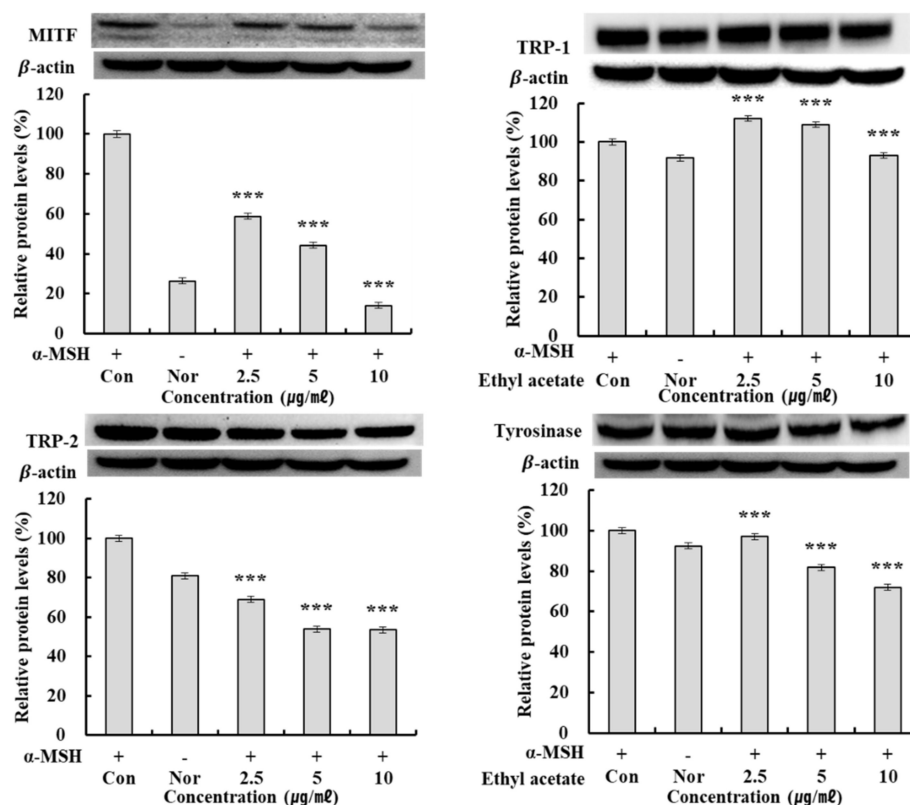 MITF
β-actin
Relative protein levels (%)
120
100
80
60
40
20
0
***
***
***
α-MSH + - + + +
Con Nor 2.5 5 10
Concentration (㎍/㎖)
TRP-1
β-actin
Relative protein levels (%)
120
100
80
60
40
20
0
***
***
***
α-MSH + - + + +
Ethyl acetate Con Nor 2.5 5 10
Concentration (㎍/㎖)
TRP-2
β-actin
Relative protein levels (%)
120
100
80
60
40
20
0
***
***
***
α-MSH + - + + +
Con Nor 2.5 5 10
Concentration (㎍/㎖)
Tyrosinase
β-actin
Relative protein levels (%)
120
100
80
60
40
20
0
***
***
***
α-MSH + - + + +
Ethyl acetate Con Nor 2.5 5 10
Concentration (㎍/㎖)